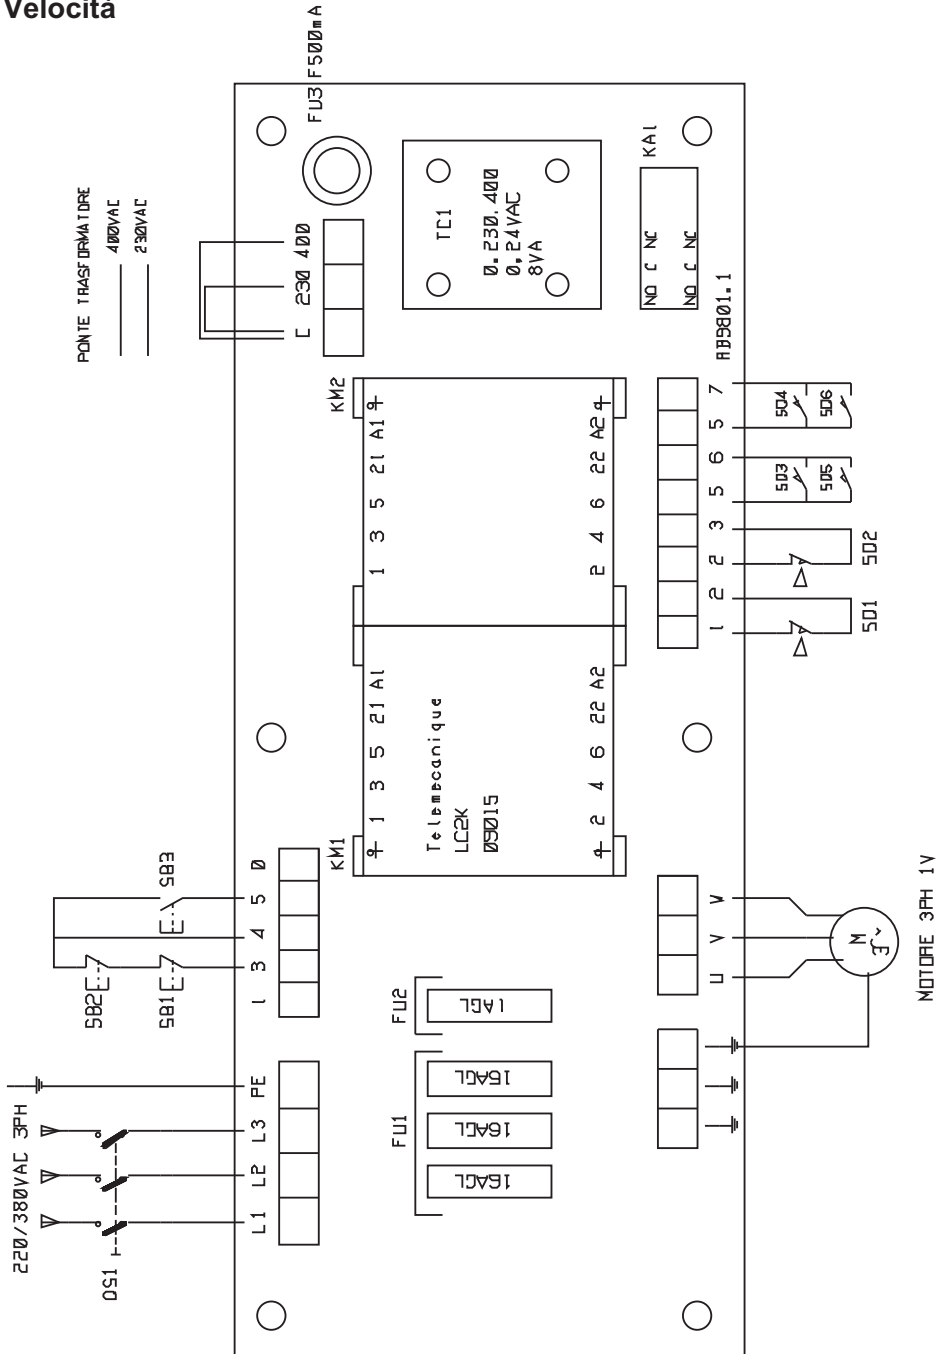 Velocità
FU3 F500mA
PONTE TRASFORMATORE
400VAC
230VAC
C 230 400
TC1
0.230.400
0,24VAC
8VA
KA1
NO C NC
NO C NC
AB9801.1
KM2
1 3 5 21 A1
2 4 6 22 A2
KM1
1 3 5 21 A1
2 4 6 22 A2
Telemecanique
LC2K
09015
1 2 2 3 5 6 5 7
SQ1
SQ2
SQ3
SQ5
SQ4
SQ6
1 3 4 5 0
SB1
SB2
SB3
FU2
1AGL
FU1
16AGL
16AGL
16AGL
220/380VAC 3PH
QS1
L1 L2 L3 PE
U V W
M
MOTORE 3PH 1V